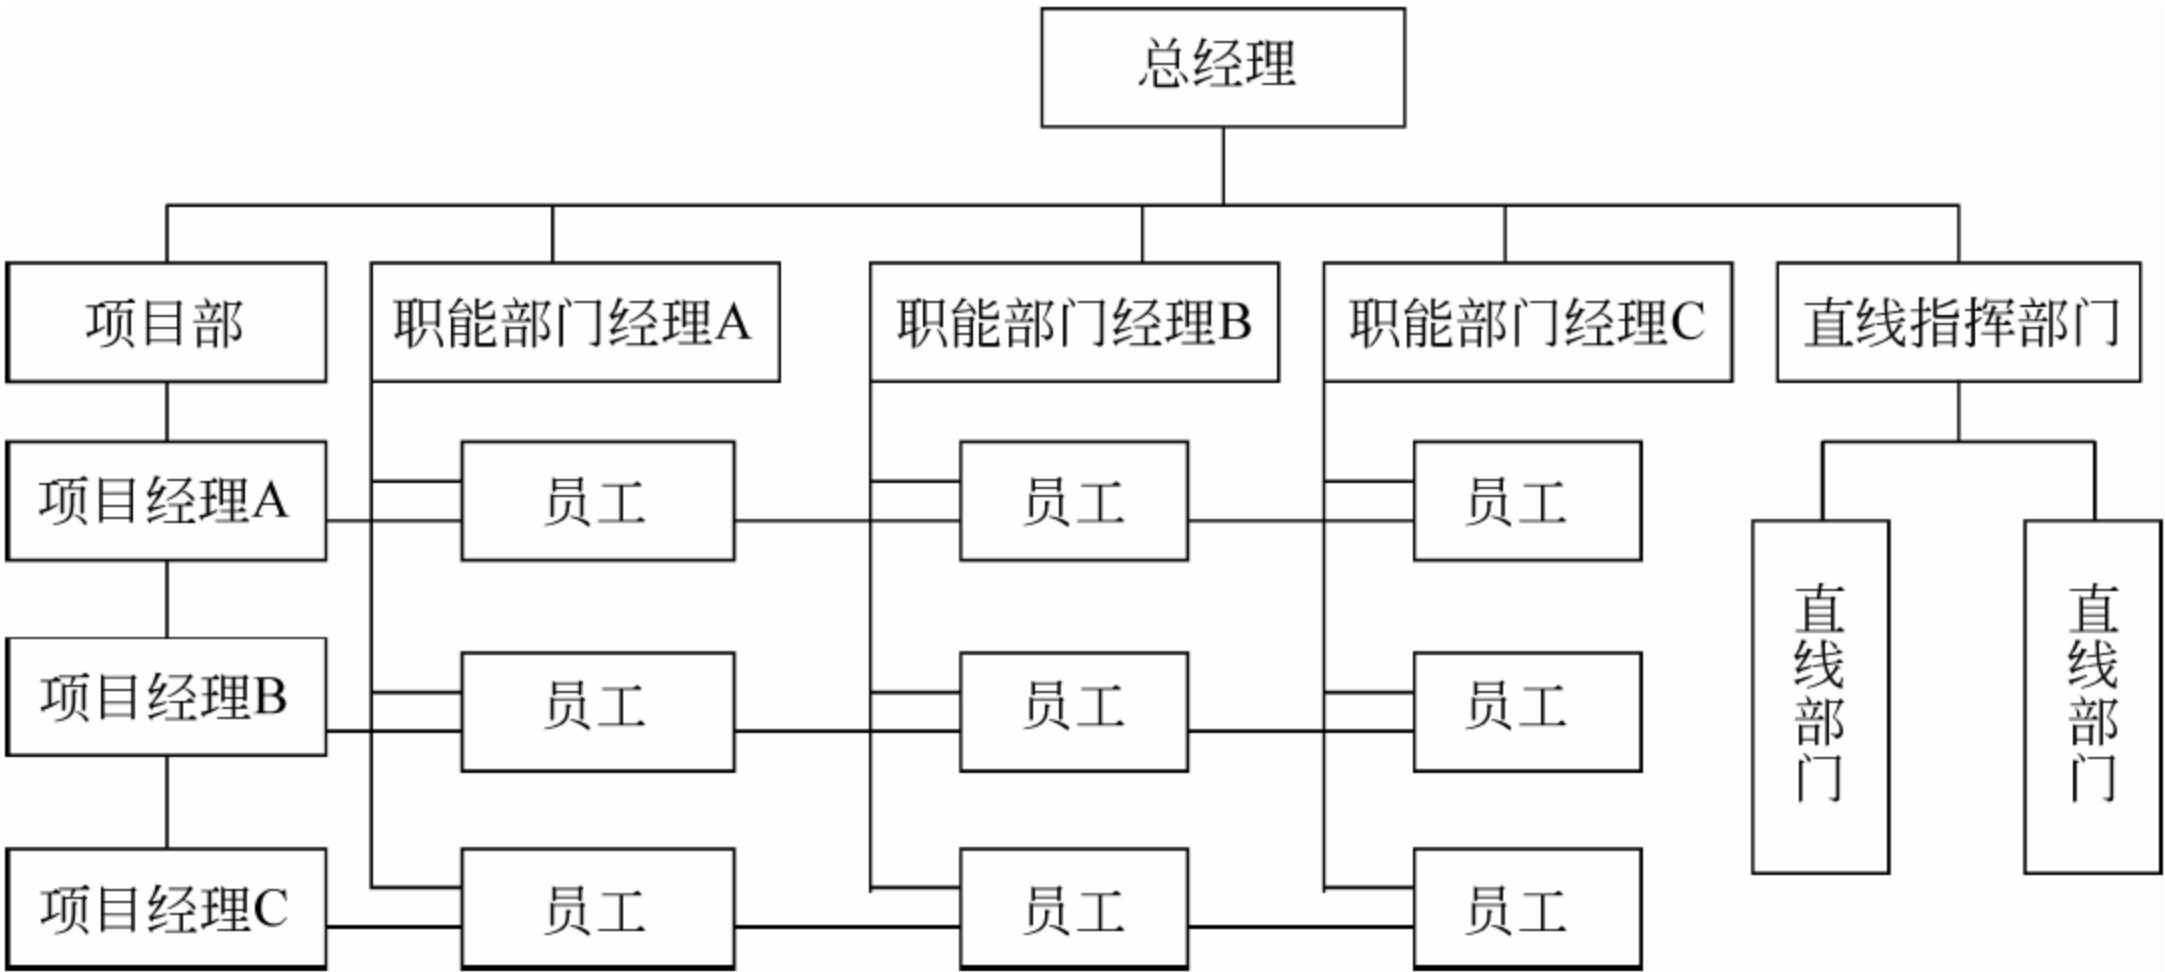 总经理
项目部
职能部门经理A
职能部门经理B
职能部门经理C
直线指挥部门
项目经理A
员工
员工
员工
项目经理B
员工
员工
员工
项目经理C
员工
员工
员工
直线部门
直线部门